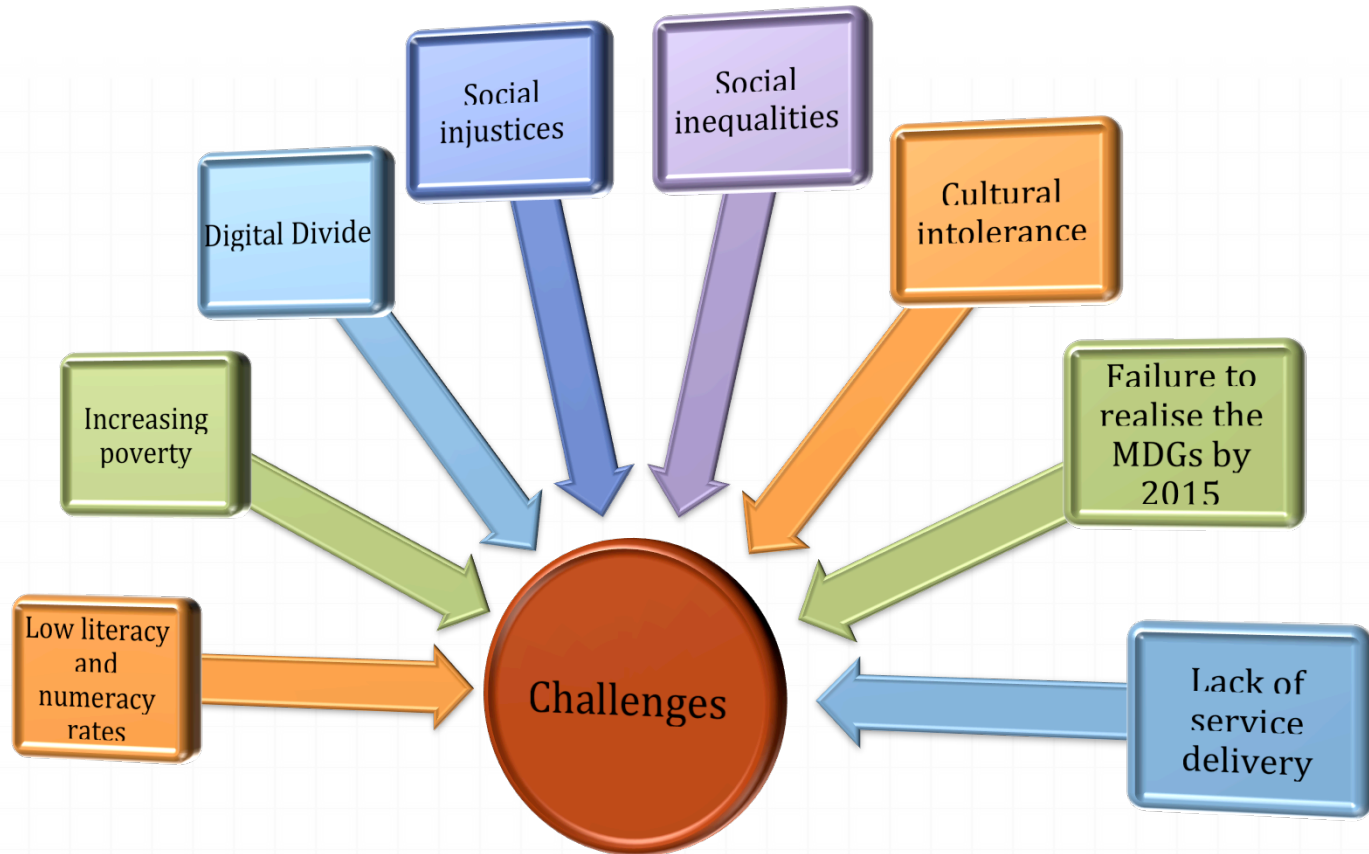 Low literacy
and
numeracy
rates
Increasing
poverty
Digital Divide
Social
injustices
Social
inequalities
Cultural
intolerance
Failure to
realise the
MDGs by
2015
Lack of
service
delivery
Challenges